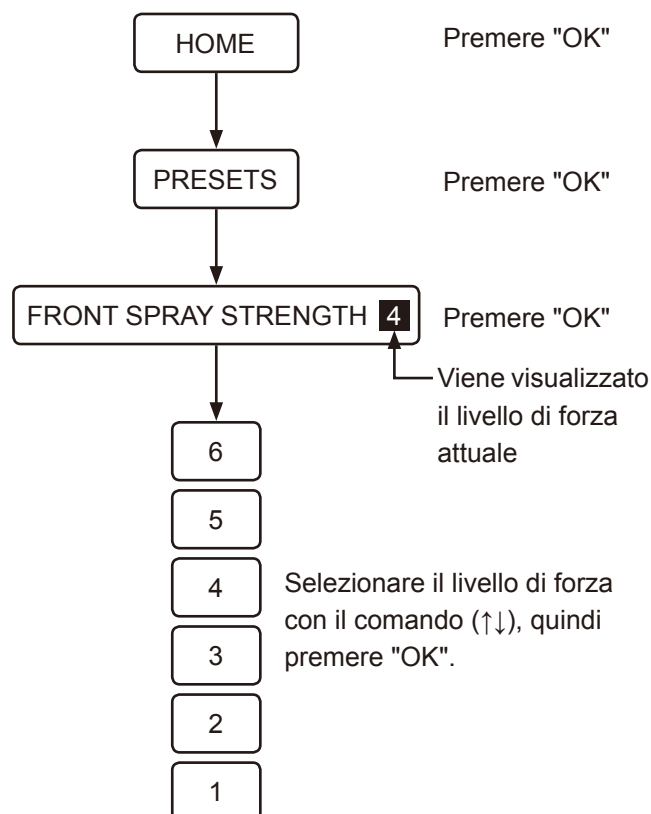 HOME
Premere "OK"
PRESETS
Premere "OK"
FRONT SPRAY STRENGTH 4
Premere "OK"
Viene visualizzato
il livello di forza
attuale
6
5
4
Selezionare il livello di forza
con il comando (↑↓), quindi
premere "OK".
3
2
1